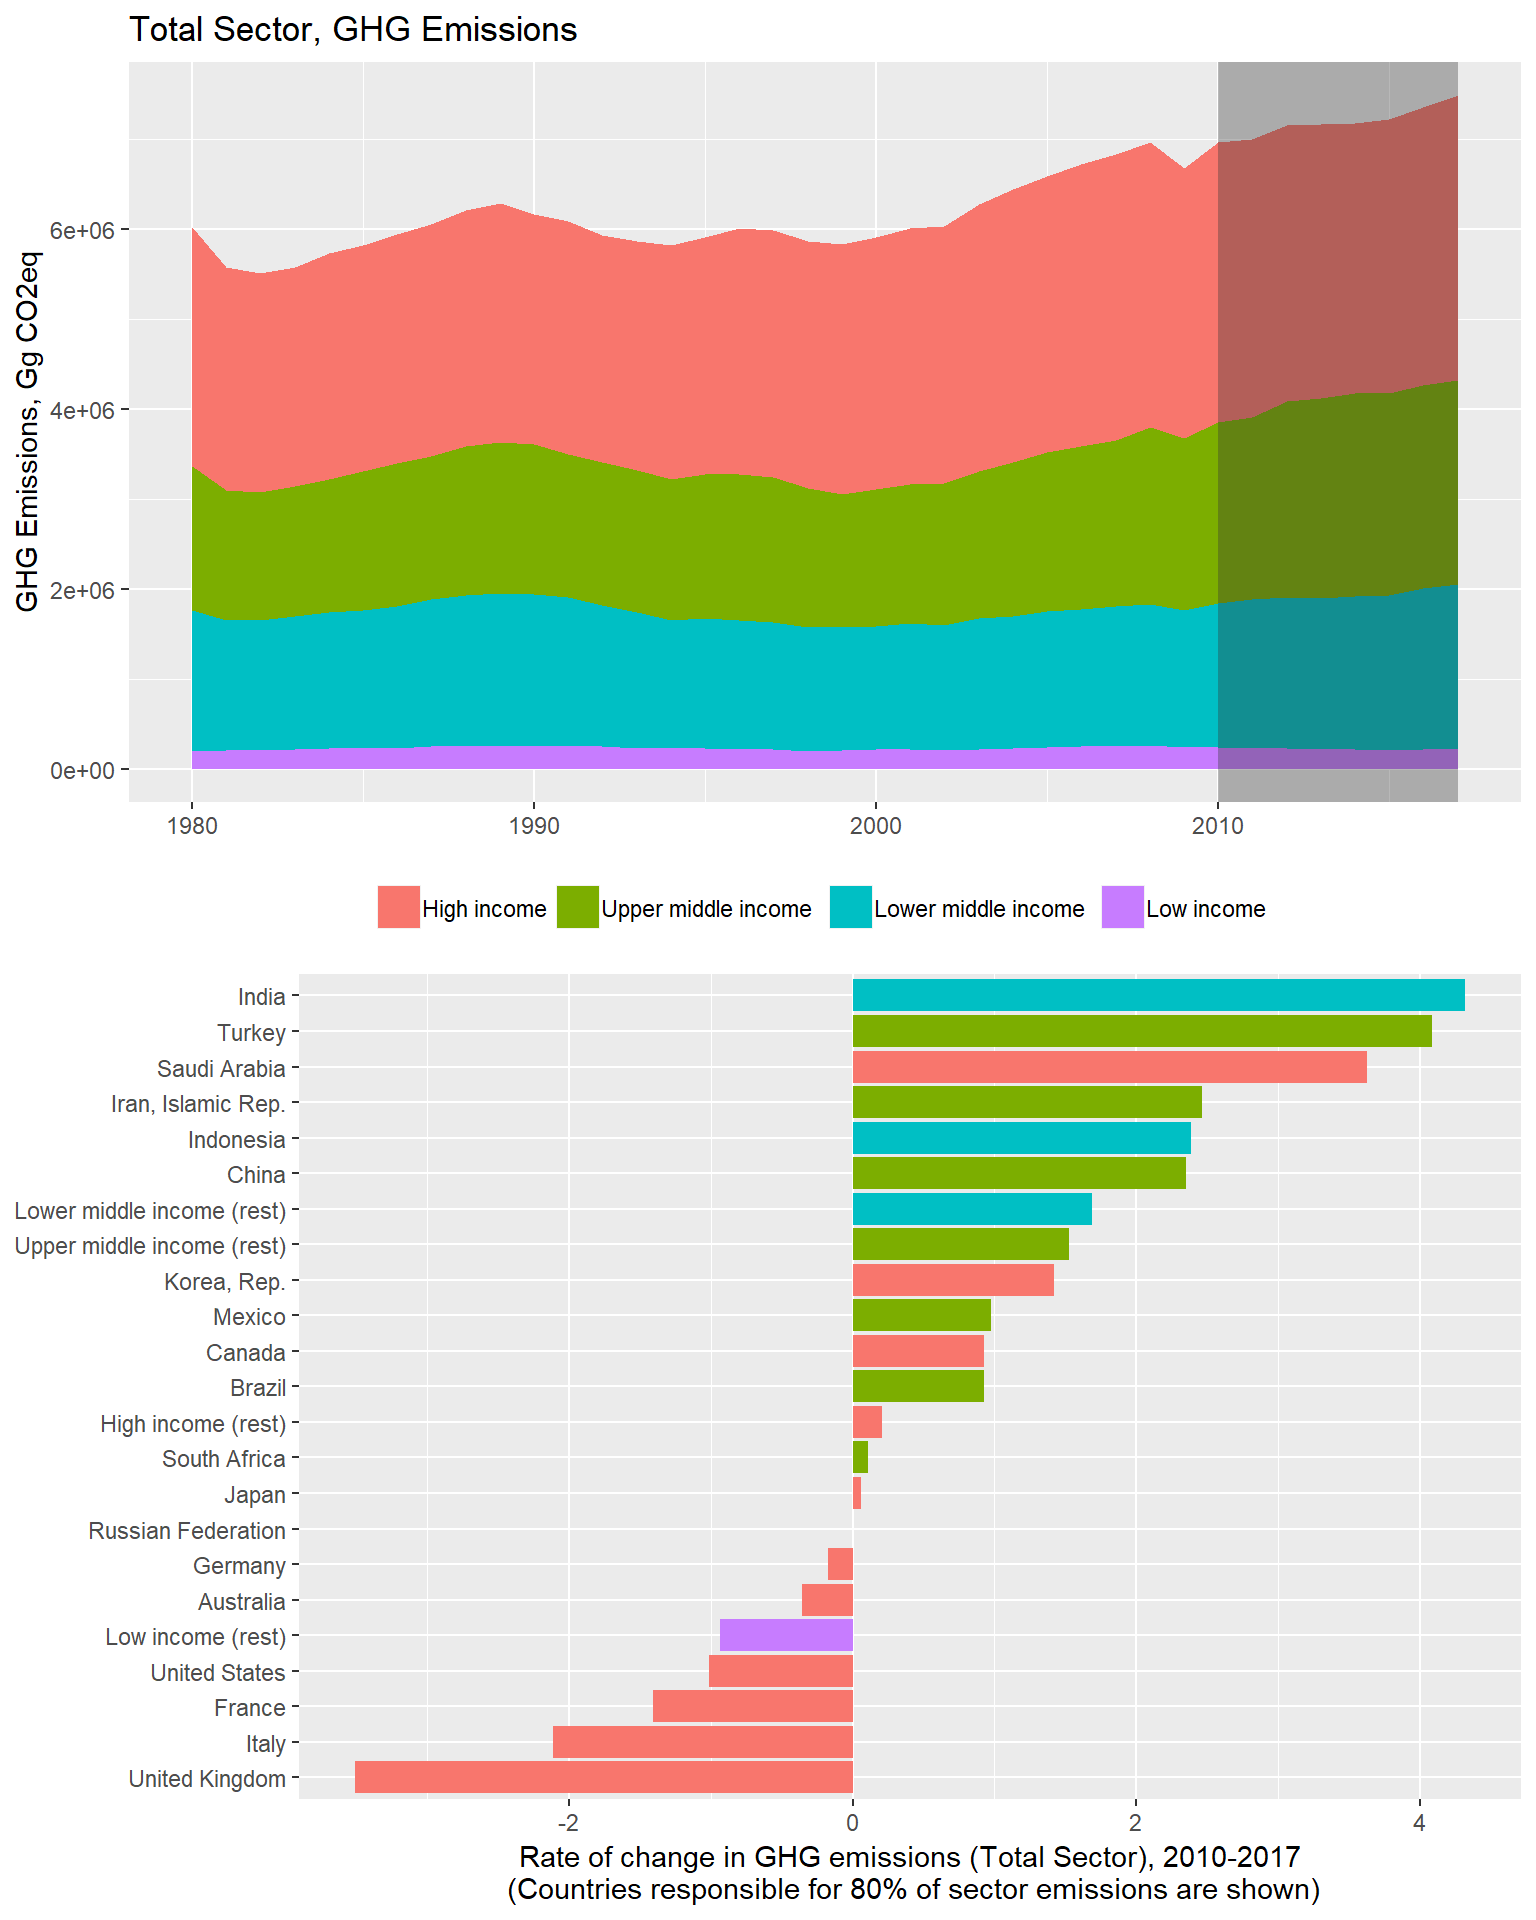 Total Sector, GHG Emissions
GHG Emissions, Gg CO2eq
6e+06
4e+06
2e+06
0e+00
1980 1990 2000 2010
High income Upper middle income Lower middle income Low income
India
Turkey
Saudi Arabia
Iran, Islamic Rep.
Indonesia
China
Lower middle income (rest)
Upper middle income (rest)
Korea, Rep.
Mexico
Canada
Brazil
High income (rest)
South Africa
Japan
Russian Federation
Germany
Australia
Low income (rest)
United States
France
Italy
United Kingdom
-2 0 2 4
Rate of change in GHG emissions (Total Sector), 2010-2017
(Countries responsible for 80% of sector emissions are shown)